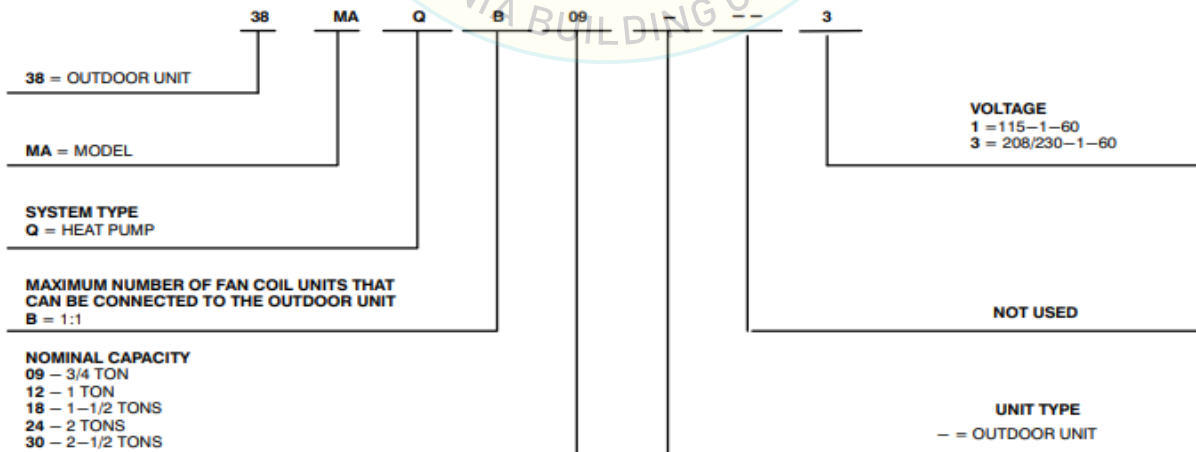 38 MA Q B 09 – – – 3
BUILDING
38 = OUTDOOR UNIT
MA = MODEL
SYSTEM TYPE
Q = HEAT PUMP
MAXIMUM NUMBER OF FAN COIL UNITS THAT
CAN BE CONNECTED TO THE OUTDOOR UNIT
B = 1:1
NOMINAL CAPACITY
09 – 3/4 TON
12 – 1 TON
18 – 1–1/2 TONS
24 – 2 TONS
30 – 2–1/2 TONS
VOLTAGE
1 =115–1–60
3 = 208/230–1–60
NOT USED
UNIT TYPE
– = OUTDOOR UNIT